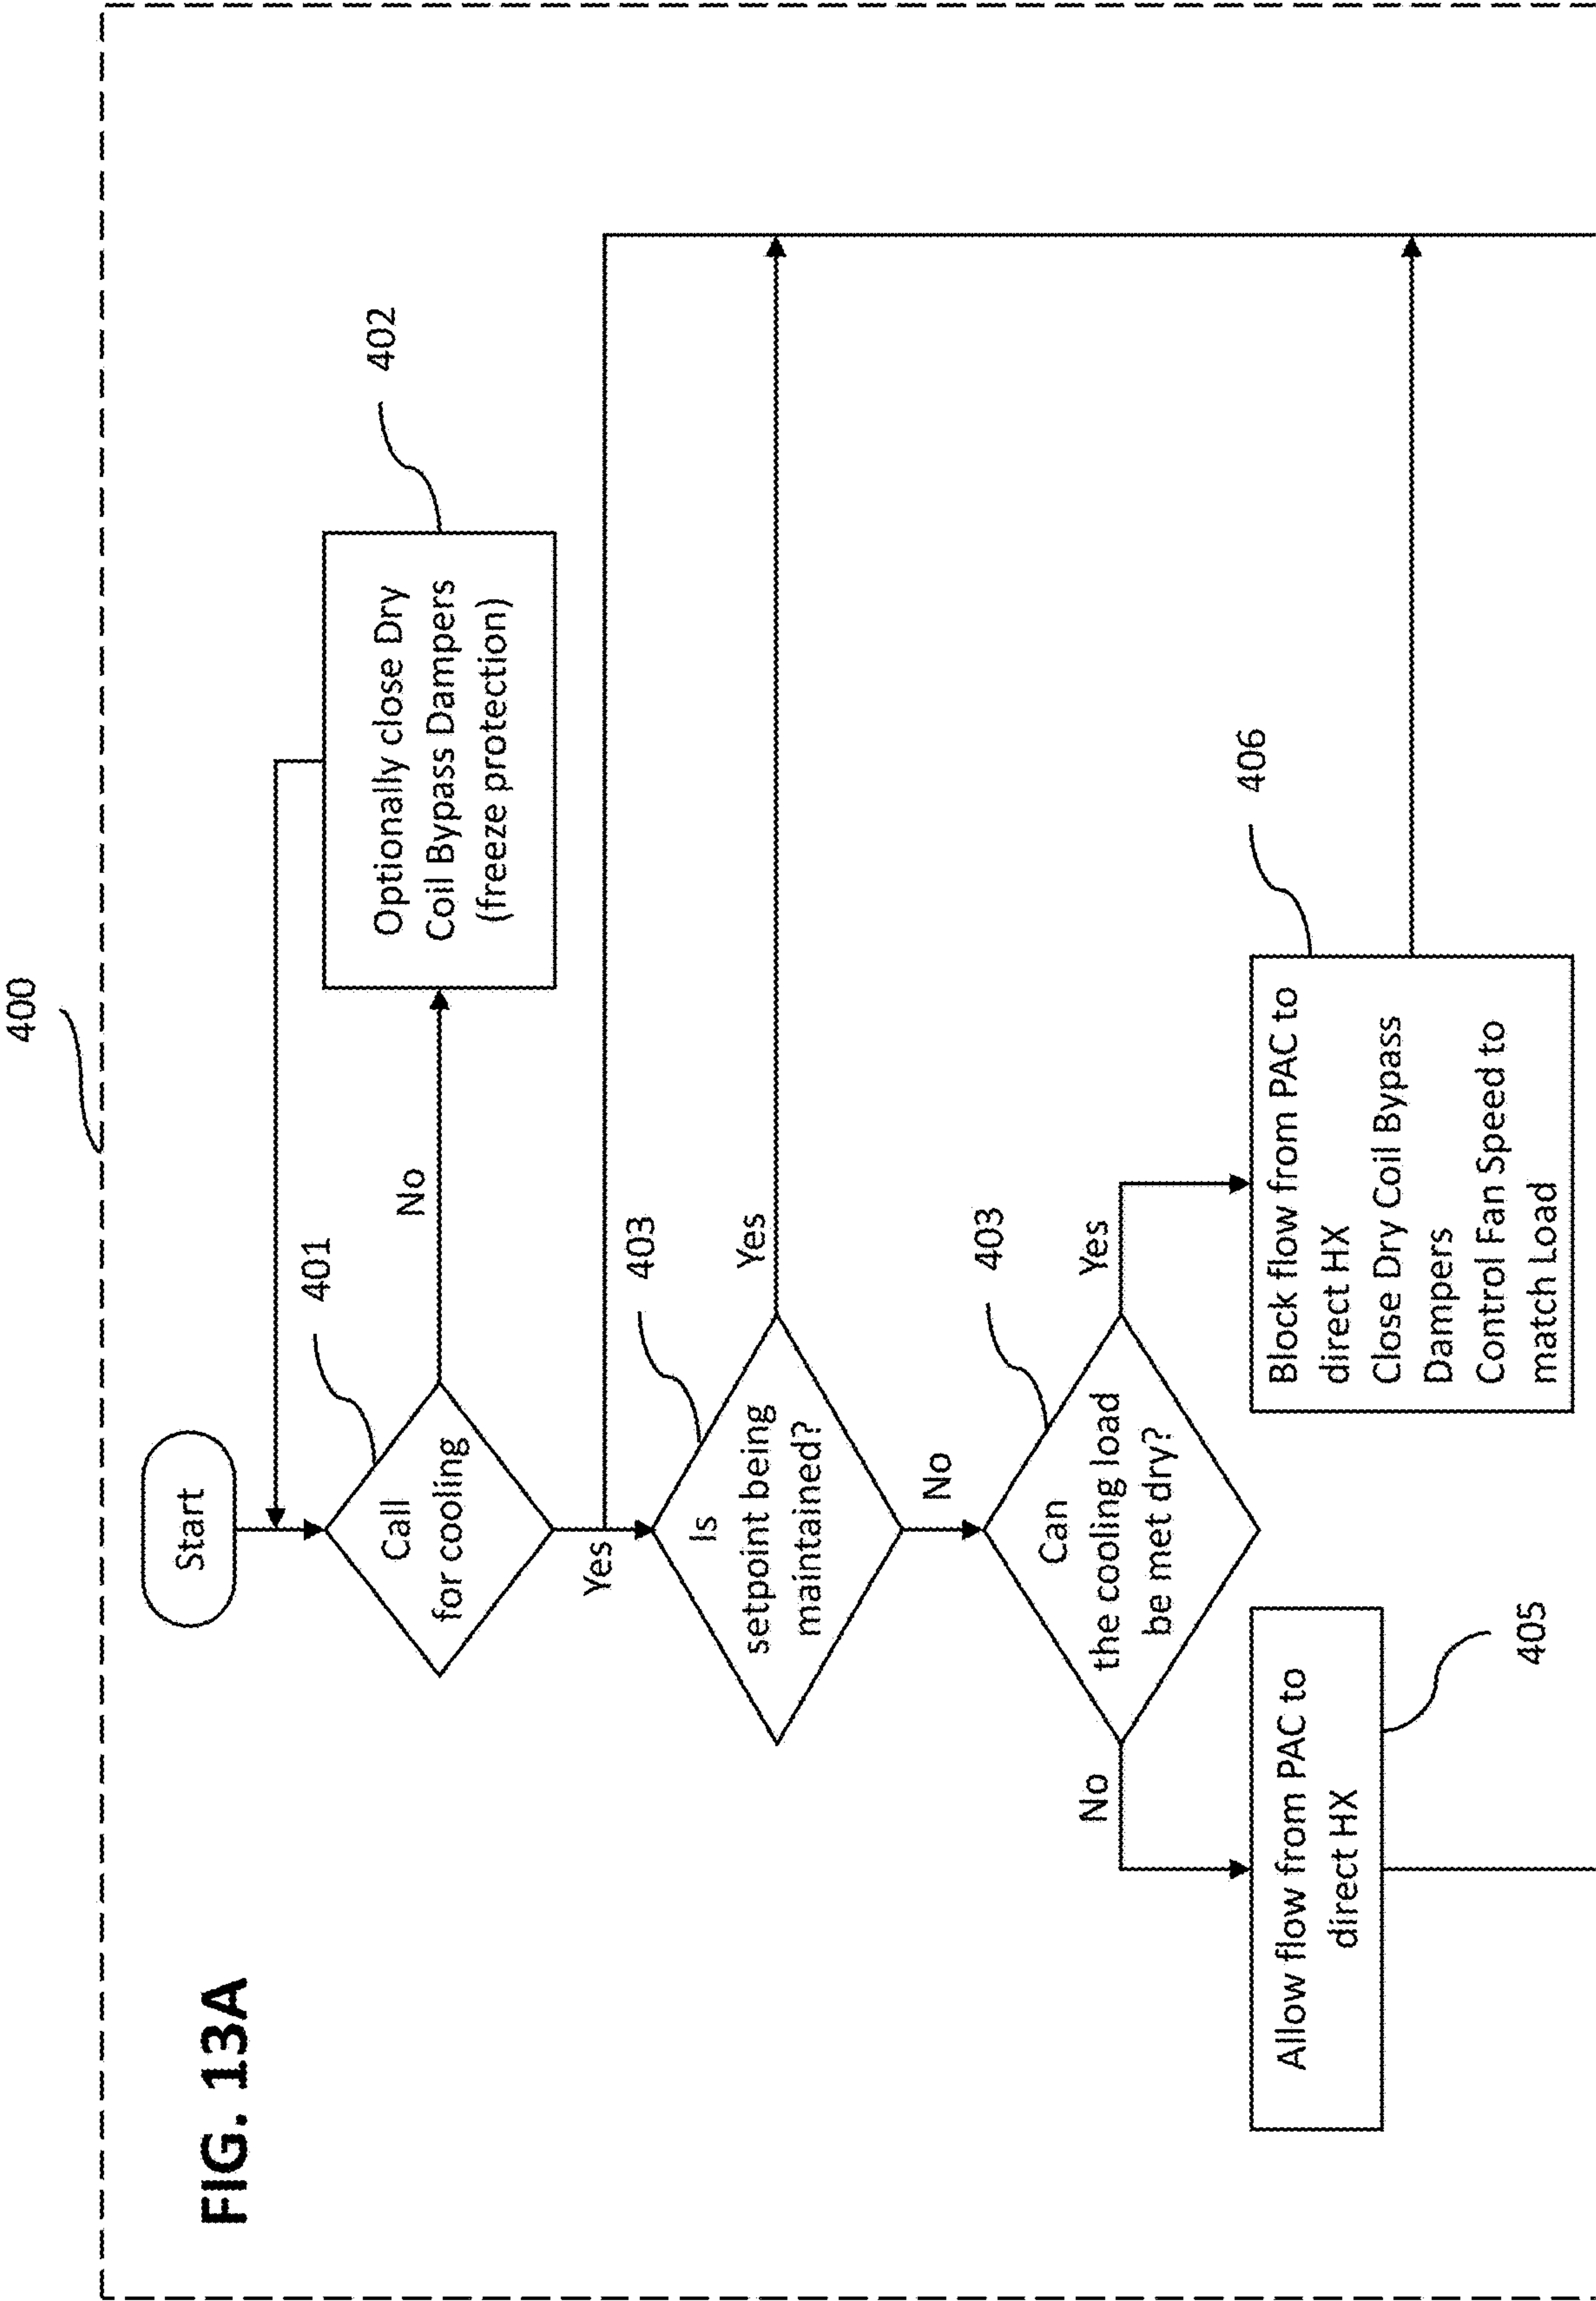 400
FIG. 13A
Start
401
Call
for cooling
No
Optionally close Dry
Coil Bypass Dampers
(freeze protection)
402
Yes
403
Is
setpoint being
maintained?
Yes
No
403
Can
the cooling load
be met dry?
No
Yes
Allow flow from PAC to
direct HX
405
Block flow from PAC to
direct HX
Close Dry Coil Bypass
Dampers
Control Fan Speed to
match Load
406